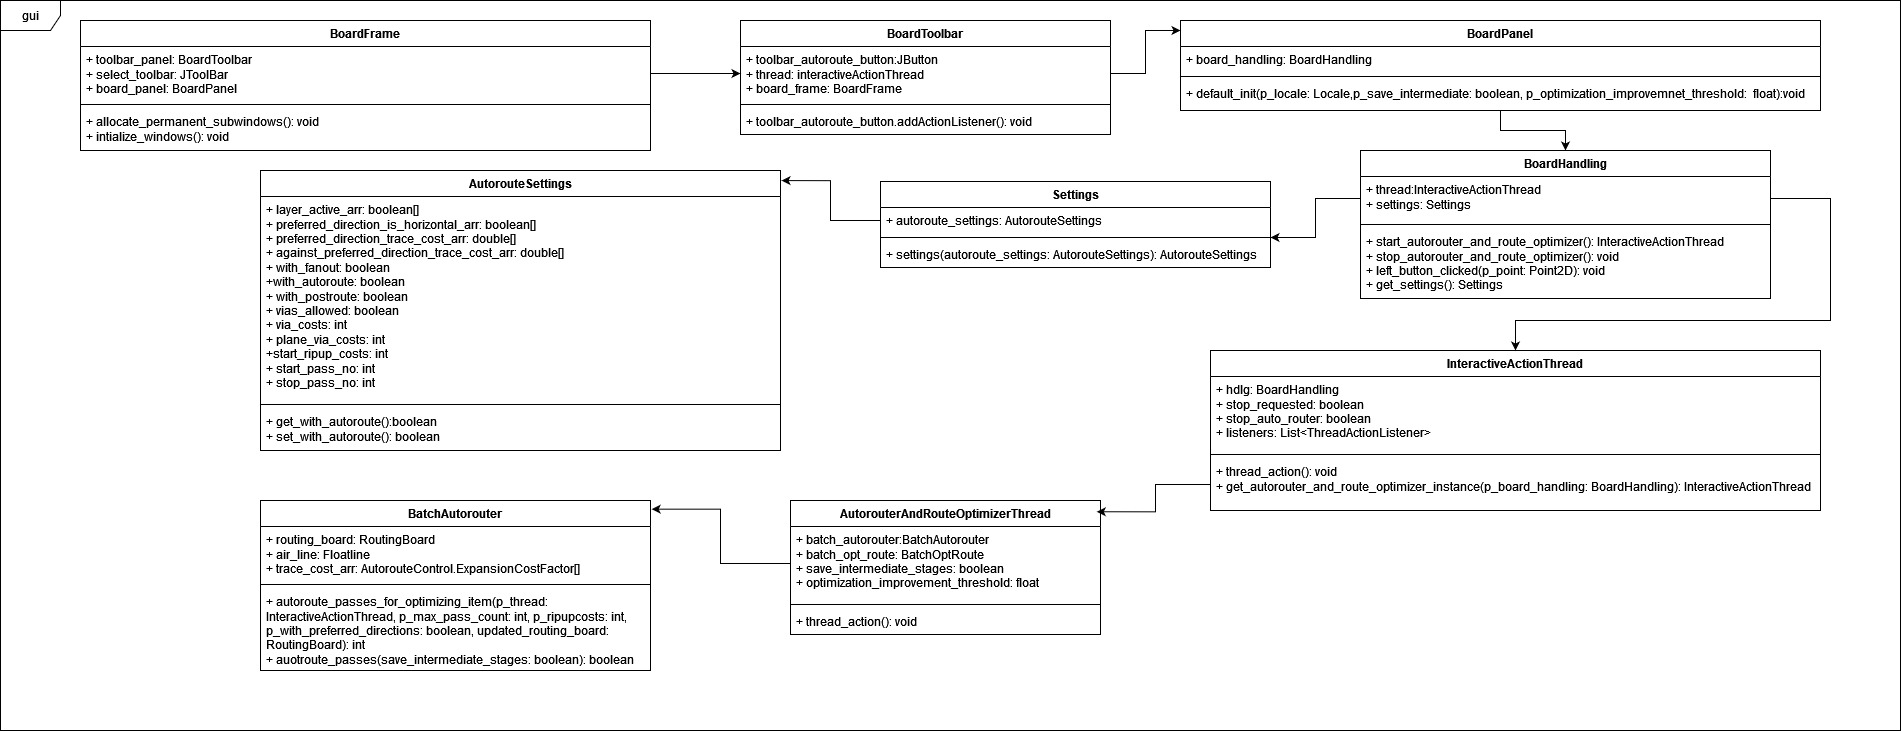 gui
BoardFrame
+ toolbar_panel: BoardToolbar
+ select_toolbar: JToolBar
+ board_panel: BoardPanel
+ allocate_permanent_subwindows(): void
+ intialize_windows(): void
BoardToolbar
+ toolbar_autoroute_button:JButton
+ thread: interactiveActionThread
+ board_frame: BoardFrame
+ toolbar_autoroute_button.addActionListener(): void
BoardPanel
+ board_handling: BoardHandling
+ default_init(p_locale: Locale,p_save_intermediate: boolean, p_optimization_improvemnet_threshold:  float):void
BoardHandling
+ thread:InteractiveActionThread
+ settings: Settings
+ start_autorouter_and_route_optimizer(): InteractiveActionThread
+ stop_autorouter_and_route_optimizer(): void
+ left_button_clicked(p_point: Point2D): void
+ get_settings(): Settings
Settings
+ autoroute_settings: AutorouteSettings
+ settings(autoroute_settings: AutorouteSettings): AutorouteSettings
AutorouteSettings
+ layer_active_arr: boolean[]
+ preferred_direction_is_horizontal_arr: boolean[]
+ preferred_direction_trace_cost_arr: double[]
+ against_preferred_direction_trace_cost_arr: double[]
+ with_fanout: boolean
+with_autoroute: boolean
+ with_postroute: boolean
+ vias_allowed: boolean
+ via_costs: int
+ plane_via_costs: int
+start_ripup_costs: int
+ start_pass_no: int
+ stop_pass_no: int
+ get_with_autoroute():boolean
+ set_with_autoroute(): boolean
InteractiveActionThread
+ hdlg: BoardHandling
+ stop_requested: boolean
+ stop_auto_router: boolean
+ listeners: List<ThreadActionListener>
+ thread_action(): void
+ get_autorouter_and_route_optimizer_instance(p_board_handling: BoardHandling): InteractiveActionThread
AutorouterAndRouteOptimizerThread
+ batch_autorouter:BatchAutorouter
+ batch_opt_route: BatchOptRoute
+ save_intermediate_stages: boolean
+ optimization_improvement_threshold: float
+ thread_action(): void
BatchAutorouter
+ routing_board: RoutingBoard
+ air_line: Floatline
+ trace_cost_arr: AutorouteControl.ExpansionCostFactor[]
+ autoroute_passes_for_optimizing_item(p_thread:
InteractiveActionThread, p_max_pass_count: int, p_ripupcosts: int,
p_with_preferred_directions: boolean, updated_routing_board:
RoutingBoard): int
+ auotroute_passes(save_intermediate_stages: boolean): boolean